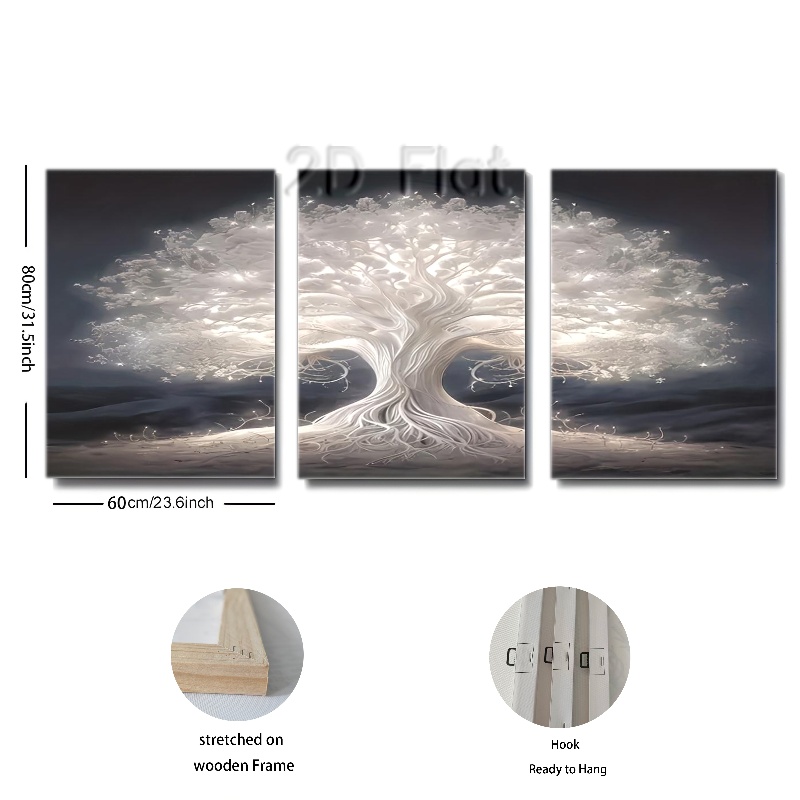 2D Flat
80cm/31.5inch
60cm/23.6inch
stretched on
wooden Frame
Hook
Ready to Hang